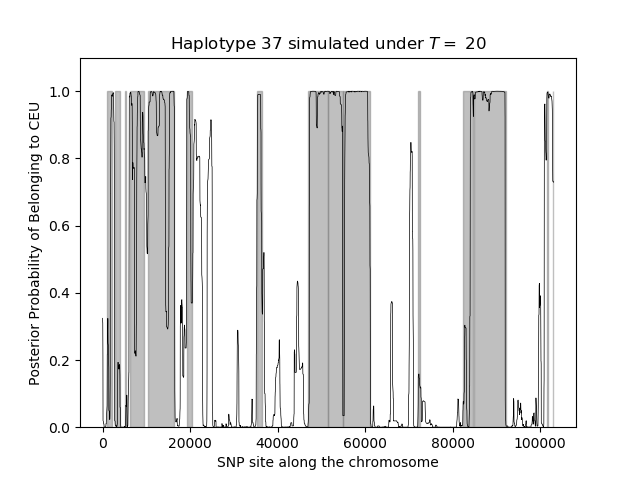 Haplotype 37 simulated under T = 20
Posterior Probability of Belonging to CEU
1.0
0.8
0.6
0.4
0.2
0.0
0 20000 40000 60000 80000 100000
SNP site along the chromosome